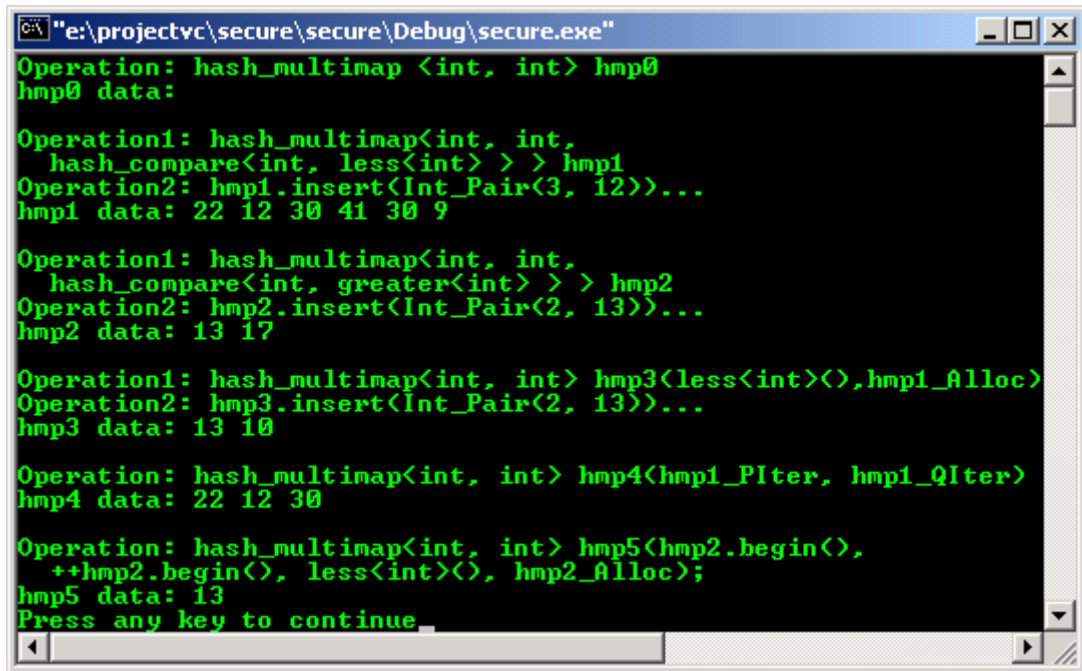 "e:\projectvc\secure\secure\Debug\secure.exe"
Operation: hash_multimap <int, int> hmp0
hmp0 data:
Operation1: hash_multimap<int, int,
hash_compare<int, less<int> > > hmp1
Operation2: hmp1.insert(Int_Pair(3, 12))...
hmp1 data: 22 12 30 41 30 9
Operation1: hash_multimap<int, int,
hash_compare<int, greater<int> > > hmp2
Operation2: hmp2.insert(Int_Pair(2, 13))...
hmp2 data: 13 17
Operation1: hash_multimap<int, int> hmp3(less<int>(),hmp1_Alloc)
Operation2: hmp3.insert(Int_Pair(2, 13))...
hmp3 data: 13 10
Operation: hash_multimap<int, int> hmp4(hmp1_PIter, hmp1_QIter)
hmp4 data: 22 12 30
Operation: hash_multimap<int, int> hmp5(hmp2.begin(),
++hmp2.begin(), less<int>(), hmp2_Alloc);
hmp5 data: 13
Press any key to continue_